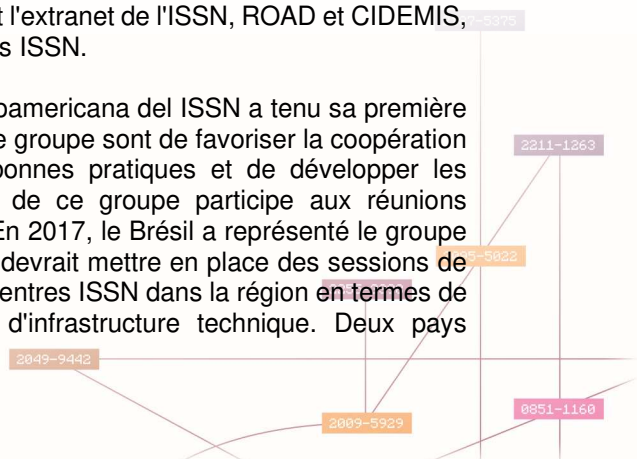 t l'extranet de l'ISSN, ROAD et CIDEMIS,
s ISSN.
oamericana del ISSN a tenu sa première
e groupe sont de favoriser la coopération
bonnes pratiques et de développer les
de ce groupe participe aux réunions
En 2017, le Brésil a représenté le groupe
devrait mettre en place des sessions de
entres ISSN dans la région en termes de
d'infrastructure technique. Deux pays
2211-1263
5022
2049-9442
2009-5929
0851-1160